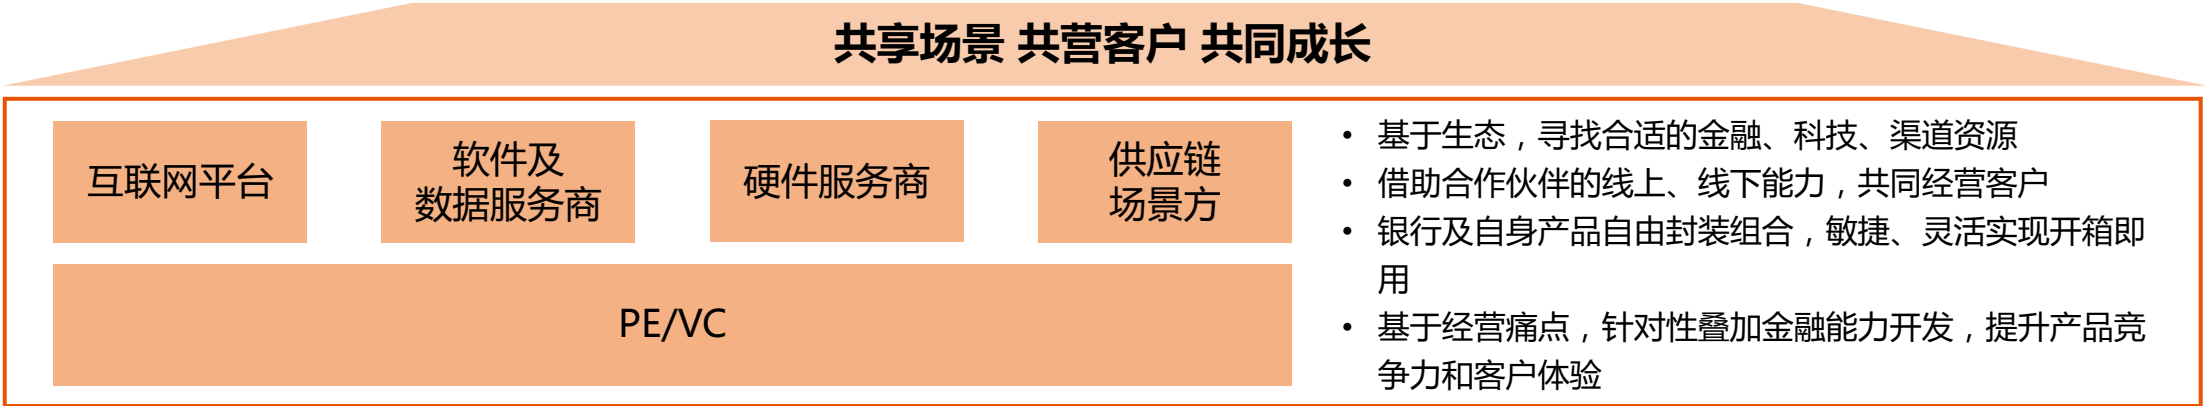 共享场景 共营客户 共同成长
互联网平台
软件及
数据服务商
硬件服务商
供应链
场景方
PE/VC
• 基于生态，寻找合适的金融、科技、渠道资源
• 借助合作伙伴的线上、线下能力，共同经营客户
• 银行及自身产品自由封装组合，敏捷、灵活实现开箱即
用
• 基于经营痛点，针对性叠加金融能力开发，提升产品竞
争力和客户体验